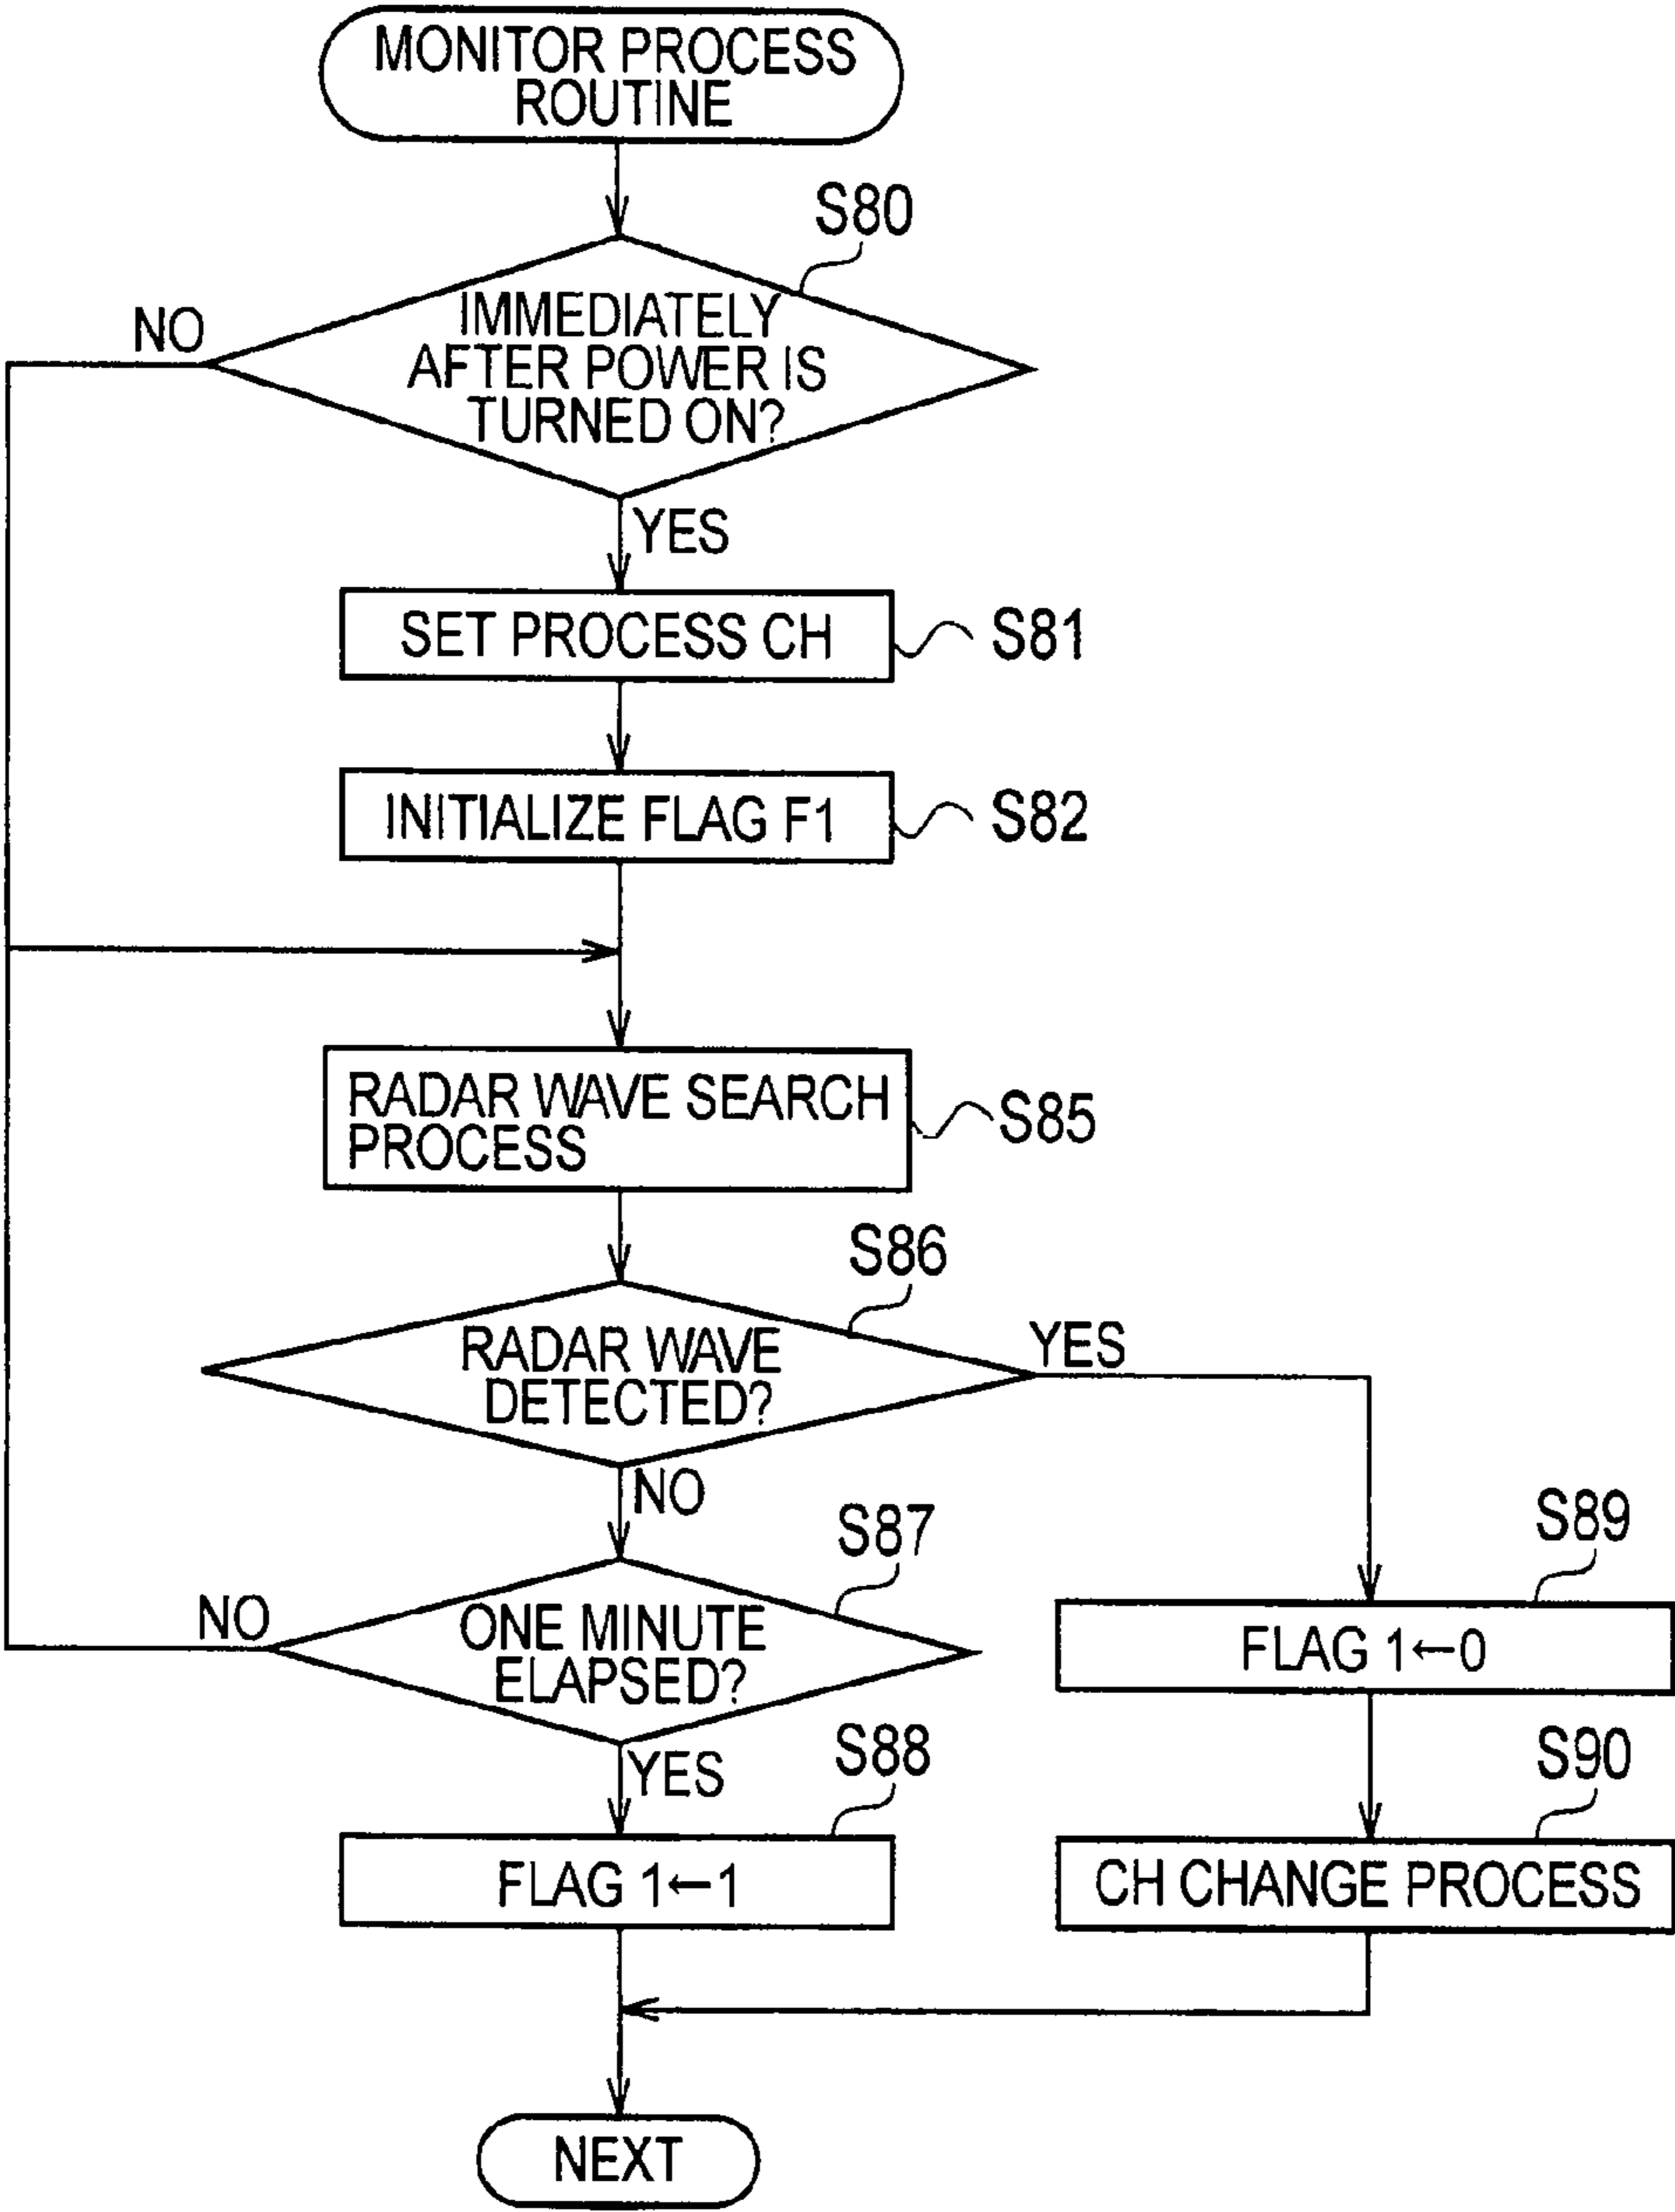 MONITOR PROCESS
ROUTINE
S80
IMMEDIATELY
AFTER POWER IS
TURNED ON?
NO
YES
SET PROCESS CH
S81
INITIALIZE FLAG F1
S82
RADAR WAVE SEARCH
PROCESS
S85
S86
RADAR WAVE
DETECTED?
YES
NO
S87
ONE MINUTE
ELAPSED?
NO
YES
S88
FLAG 1←1
S89
FLAG 1←0
S90
CH CHANGE PROCESS
NEXT